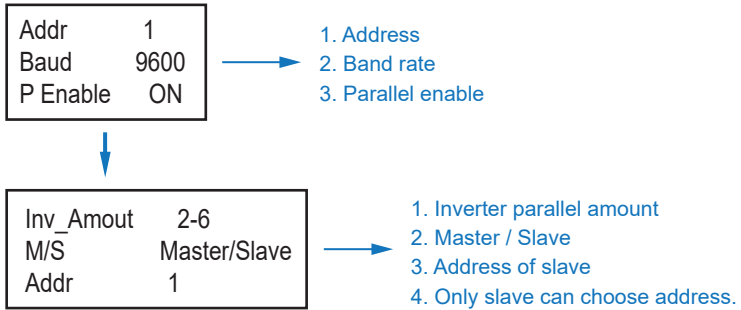 Addr 1
Baud 9600
P Enable ON
1. Address
2. Band rate
3. Parallel enable
Inv_Amout 2-6
M/S Master/Slave
Addr 1
1. Inverter parallel amount
2. Master / Slave
3. Address of slave
4. Only slave can choose address.